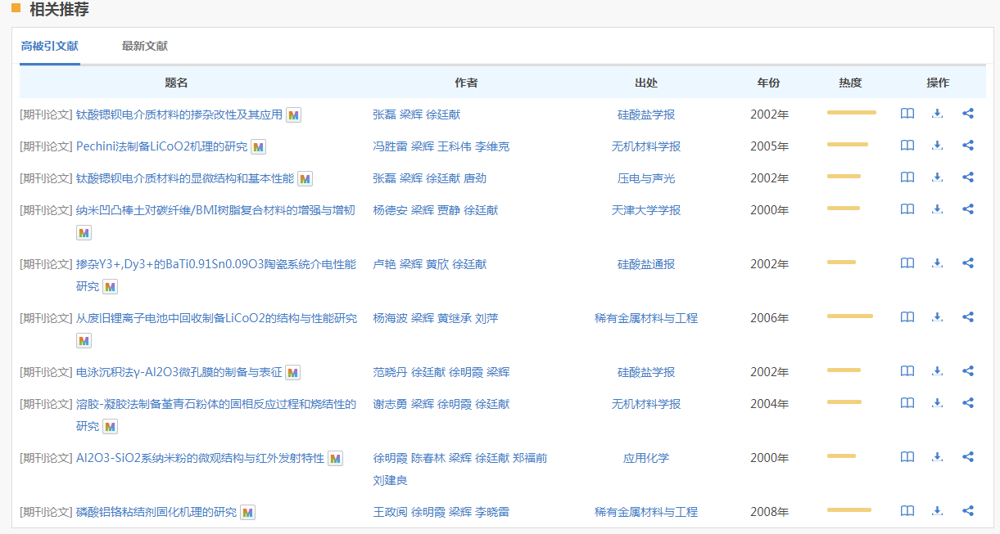 相关推荐
高被引文献 最新文献
题名 作者 出处 年份 热度 操作
[期刊论文] 钛酸锶钡电介质材料的掺杂改性及其应用 M 张磊 梁辉 徐廷献 硅酸盐学报 2002年
[期刊论文] Pechini法制备LiCoO2机理的研究 M 冯胜雷 梁辉 王科伟 李维克 无机材料学报 2005年
[期刊论文] 钛酸锶钡电介质材料的显微结构和基本性能 M 张磊 梁辉 徐廷献 唐劲 压电与声光 2002年
[期刊论文] 纳米凹凸棒土对碳纤维/BMI树脂复合材料的增强与增韧 杨德安 梁辉 贾静 徐廷献 天津大学学报 2000年
M
[期刊论文] 掺杂Y3+,Dy3+的BaTi0.91Sn0.09O3陶瓷系统介电性能 卢艳 梁辉 黄欣 徐廷献 硅酸盐通报 2002年
研究 M
[期刊论文] 从废旧锂离子电池中回收制备LiCoO2的结构与性能研究 杨海波 梁辉 黄继承 刘萍 稀有金属材料与工程 2006年
M
[期刊论文] 电泳沉积法γ-Al2O3微孔膜的制备与表征 M 范晓丹 徐廷献 徐明霞 梁辉 硅酸盐学报 2002年
[期刊论文] 溶胶-凝胶法制备堇青石粉体的固相反应过程和烧结性的 谢志勇 梁辉 徐明霞 徐廷献 无机材料学报 2004年
研究 M
[期刊论文] Al2O3-SiO2系纳米粉的微观结构与红外发射特性 M 徐明霞 陈春林 梁辉 徐廷献 郑福前 应用化学 2000年
刘建良
[期刊论文] 磷酸铝铬粘结剂固化机理的研究 M 王政阅 徐明霞 梁辉 李晓雷 稀有金属材料与工程 2008年